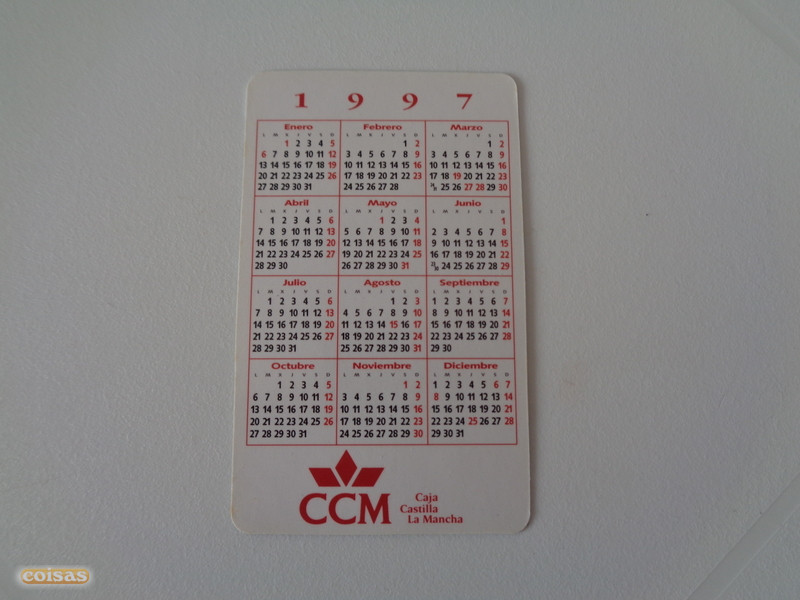 1 9 9 7
Enero
L M X J V S D
1 2 3 4 5
6 7 8 9 10 11 12
13 14 15 16 17 18 19
20 21 22 23 24 25 26
27 28 29 30 31
Febrero
L M X J V S D
1 2
3 4 5 6 7 8 9
10 11 12 13 14 15 16
17 18 19 20 21 22 23
24 25 26 27 28
Marzo
L M X J V S D
1 2
3 4 5 6 7 8 9
10 11 12 13 14 15 16
17 18 19 20 21 22 23
24/31 25 26 27 28 29 30
Abril
L M X J V S D
1 2 3 4 5 6
7 8 9 10 11 12 13
14 15 16 17 18 19 20
21 22 23 24 25 26 27
28 29 30
Mayo
L M X J V S D
1 2 3 4
5 6 7 8 9 10 11
12 13 14 15 16 17 18
19 20 21 22 23 24 25
26 27 28 29 30 31
Junio
L M X J V S D
1
2 3 4 5 6 7 8
9 10 11 12 13 14 15
16 17 18 19 20 21 22
23/30 24 25 26 27 28 29
Julio
L M X J V S D
1 2 3 4 5 6
7 8 9 10 11 12 13
14 15 16 17 18 19 20
21 22 23 24 25 26 27
28 29 30 31
Agosto
L M X J V S D
1 2 3
4 5 6 7 8 9 10
11 12 13 14 15 16 17
18 19 20 21 22 23 24
25 26 27 28 29 30 31
Septiembre
L M X J V S D
1 2 3 4 5 6 7
8 9 10 11 12 13 14
15 16 17 18 19 20 21
22 23 24 25 26 27 28
29 30
Octubre
L M X J V S D
1 2 3 4 5
6 7 8 9 10 11 12
13 14 15 16 17 18 19
20 21 22 23 24 25 26
27 28 29 30 31
Noviembre
L M X J V S D
1 2
3 4 5 6 7 8 9
10 11 12 13 14 15 16
17 18 19 20 21 22 23
24 25 26 27 28 29 30
Diciembre
L M X J V S D
1 2 3 4 5 6 7
8 9 10 11 12 13 14
15 16 17 18 19 20 21
22 23 24 25 26 27 28
29 30 31
CCM
Caja
Castilla
La Mancha
coisas